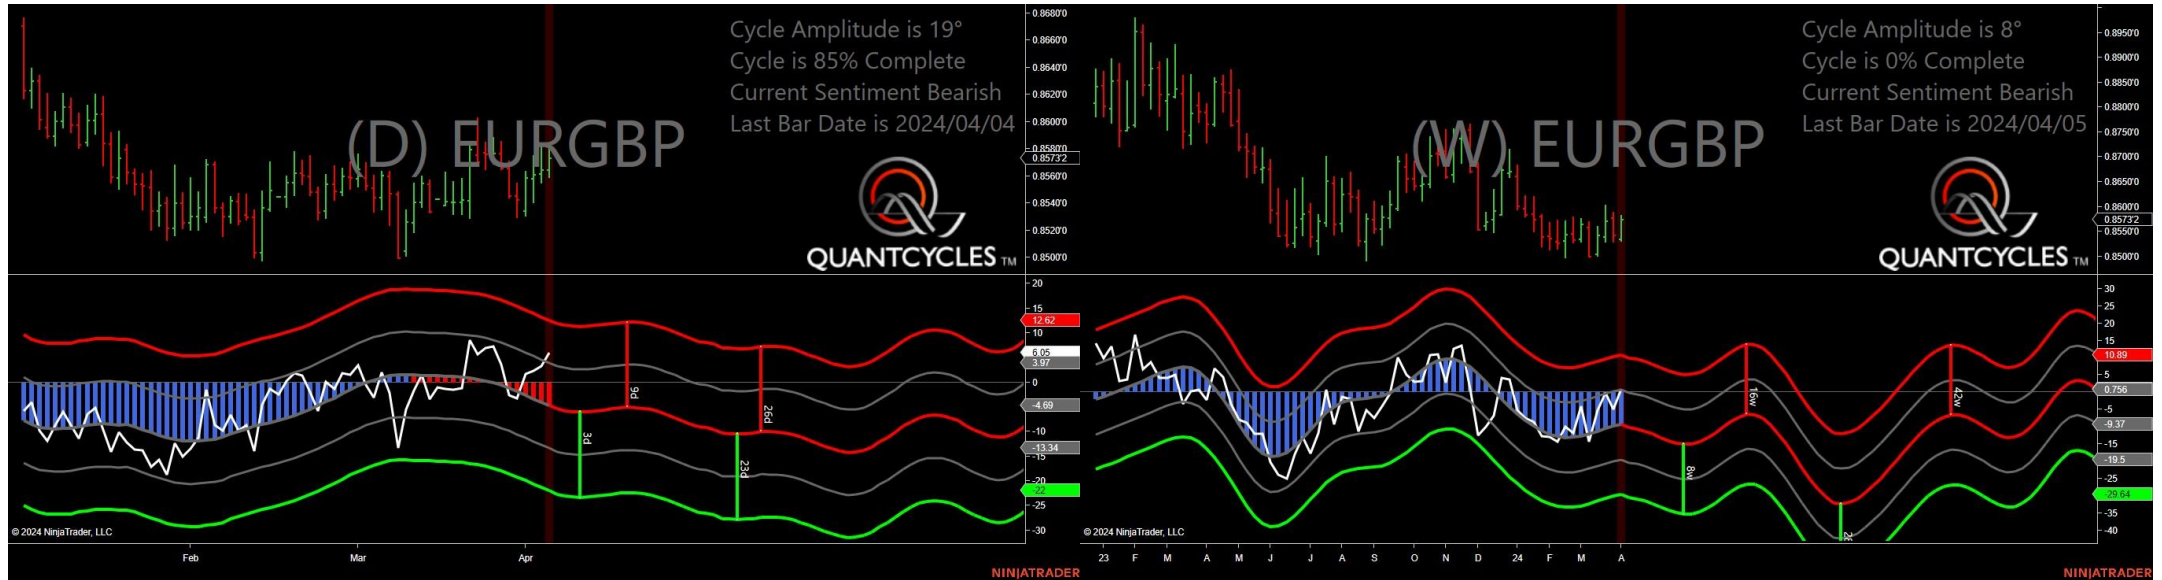 Cycle Amplitude is 19°
Cycle is 85% Complete
Current Sentiment Bearish
Last Bar Date is 2024/04/04
(D) EURGBP
QUANTCYCLES TM
0.8680'0
0.8660'0
0.8640'0
0.8620'0
0.8600'0
0.8580'0
0.8573'2
0.8560'0
0.8540'0
0.8520'0
0.8500'0
20
15
12.62
10
6.05
3.97
0
-4.69
-10
-13.34
-15
-20
-22
-25
-30
9d
26d
3d
23d
© 2024 NinjaTrader, LLC
Feb Mar Apr
NINJATRADER
Cycle Amplitude is 8°
Cycle is 0% Complete
Current Sentiment Bearish
Last Bar Date is 2024/04/05
(W) EURGBP
QUANTCYCLES TM
0.8950'0
0.8900'0
0.8850'0
0.8800'0
0.8750'0
0.8700'0
0.8650'0
0.8600'0
0.8573'2
0.8550'0
0.8500'0
30
25
20
15
10.89
5
0.756
-5
-9.37
-15
-19.5
-29.64
-35
-40
16w
42w
8w
© 2024 NinjaTrader, LLC
23 F M A M J J A S O N D 24 F M A
NINJATRADER